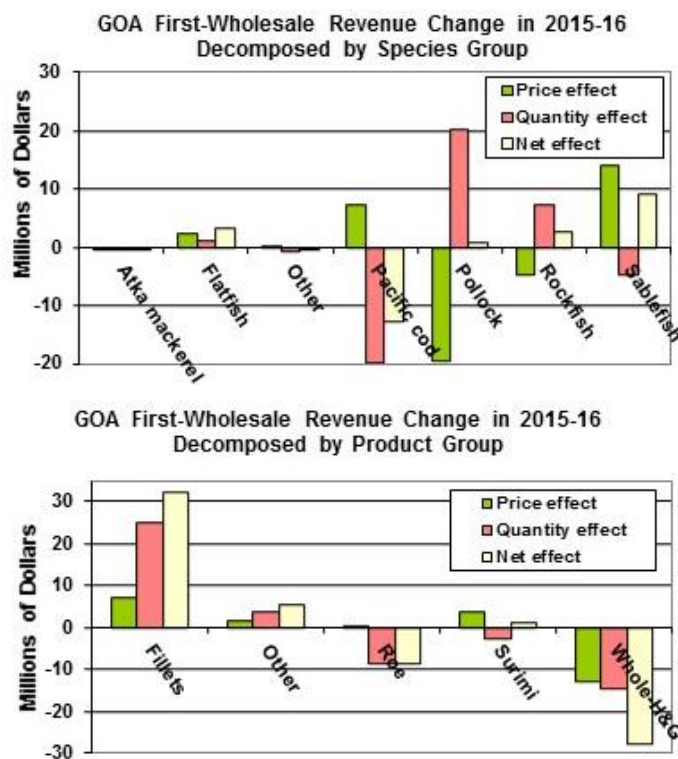 GOA First-Wholesale Revenue Change in 2015-16
Decomposed by Species Group
Millions of Dollars
30
20
10
0
-10
-20
Price effect
Quantity effect
Net effect
Atka mackerel
Flatfish
Other
Pacific cod
Pollock
Rockfish
Sablefish
GOA First-Wholesale Revenue Change in 2015-16
Decomposed by Product Group
Millions of Dollars
30
20
10
0
-10
-20
-30
Price effect
Quantity effect
Net effect
Fillets
Other
Roe
Surimi
Whole-H&G